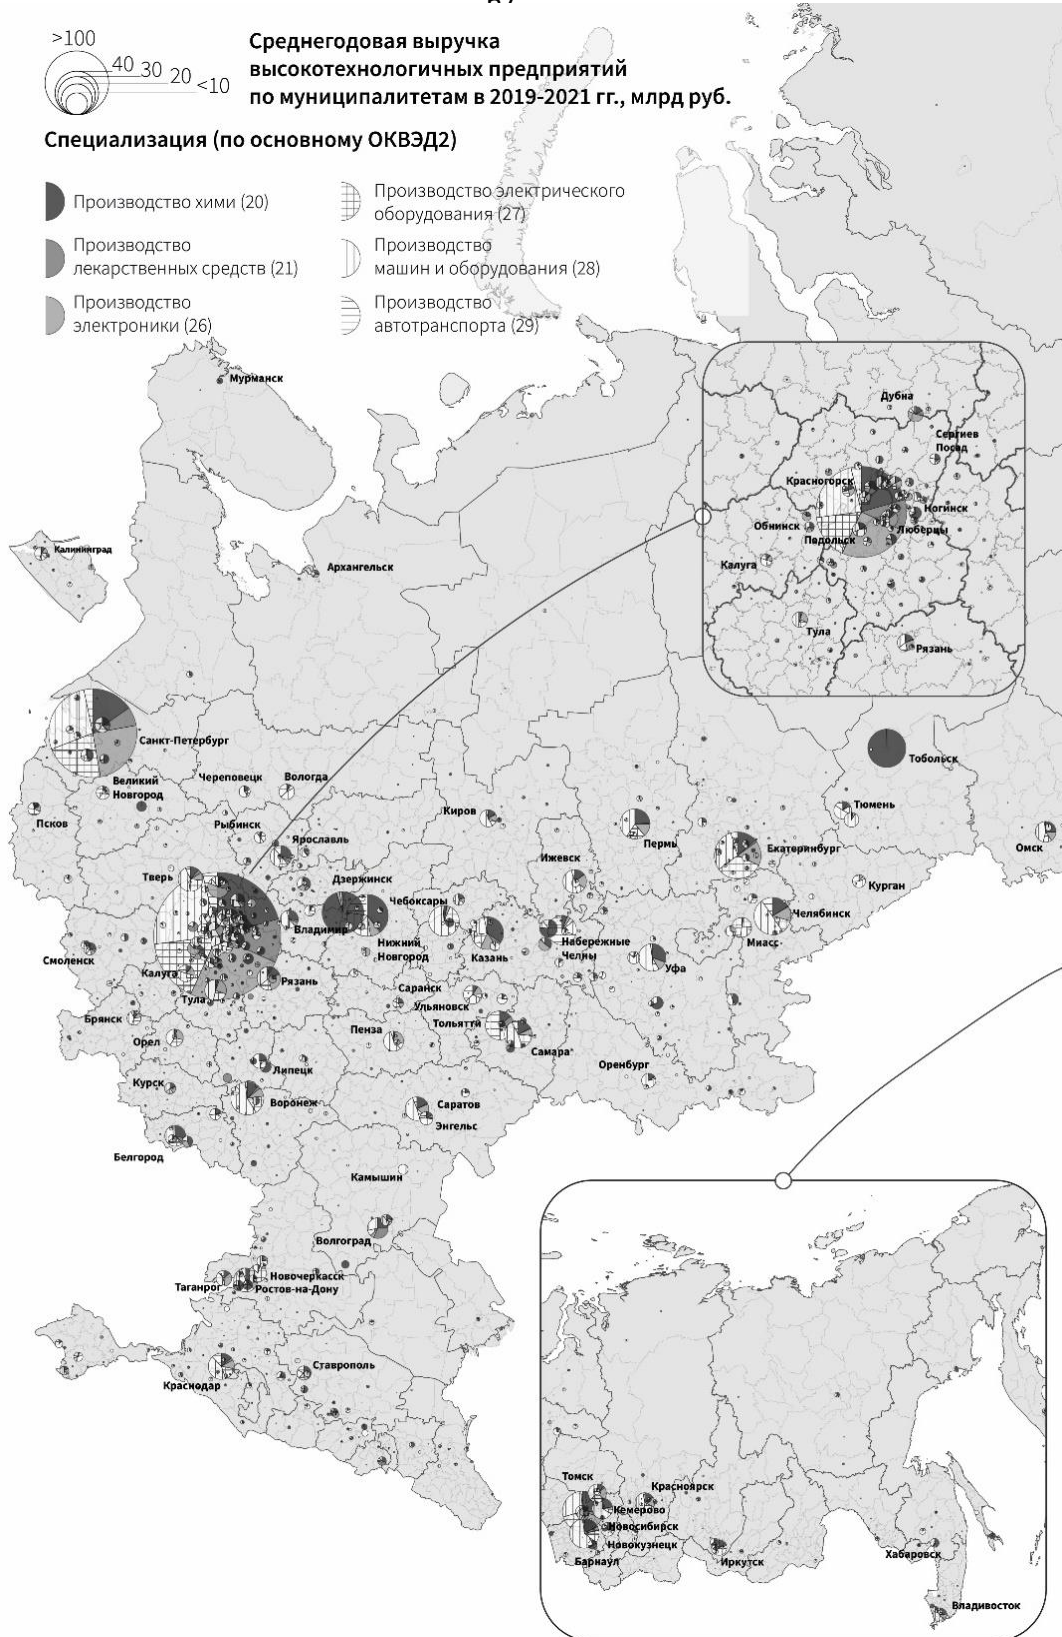 >100
40 30 20 <10
Среднегодовая выручка
высокотехнологичных предприятий
по муниципалитетам в 2019-2021 гг., млрд руб.
Специализация (по основному ОКВЭД2)
Производство химии (20)
Производство
лекарственных средств (21)
Производство
электроники (26)
Производство электрического
оборудования (27)
Производство
машин и оборудования (28)
Производство
автотранспорта (29)
Мурманск
Калининград
Архангельск
Дубна
Сергиев
Посад
Красногорск
Ногинск
Обнинск
Люберцы
Подольск
Калуга
Тула
Рязань
Санкт-Петербург
Тобольск
Великий
Новгород
Череповецк
Вологда
Псков
Рыбинск
Ярославль
Киров
Пермь
Тюмень
Екатеринбург
Омск
Ижевск
Тверь
Дзержинск
Чебоксары
Курган
Челябинск
Владимир
Миасс
Смоленск
Нижний
Новгород
Казань
Набережные
Челны
Уфа
Калуга
Рязань
Тула
Саранск
Ульяновск
Брянск
Орел
Пенза
Тольятти
Самара
Оренбург
Липецк
Курск
Воронеж
Саратов
Энгельс
Белгород
Камышин
Волгоград
Новочеркасск
Таганрог
Ростов-на-Дону
Ставрополь
Краснодар
Томск
Красноярск
Кемерово
Новосибирск
Новокузнецк
Барнаул
Иркутск
Хабаровск
Владивосток